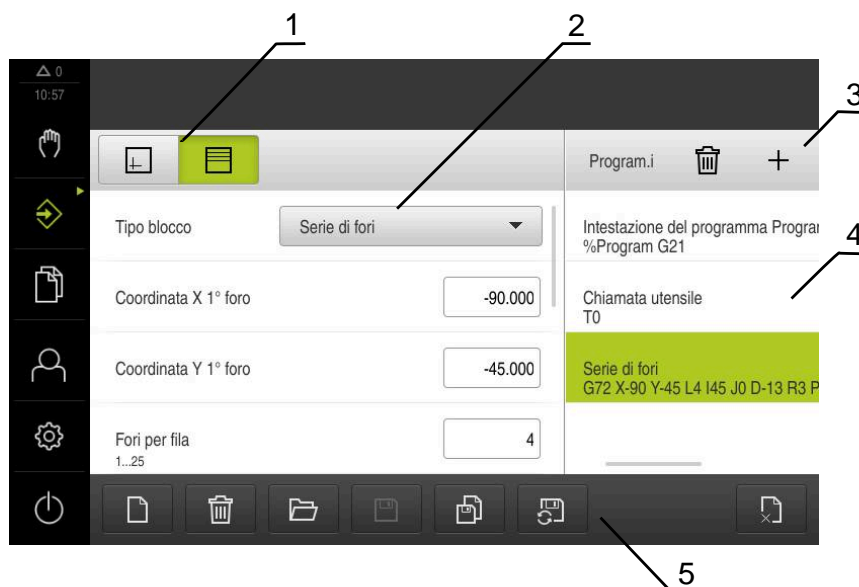 1
2
3
4
5
0
10:57
Program.i
Tipo blocco
Serie di fori
Intestazione del programma Program
%Program G21
Coordinata X 1° foro
-90.000
Chiamata utensile
T0
Coordinata Y 1° foro
-45.000
Serie di fori
G72 X-90 Y-45 L4 I45 J0 D-13 R3 P
Fori per fila
1...25
4